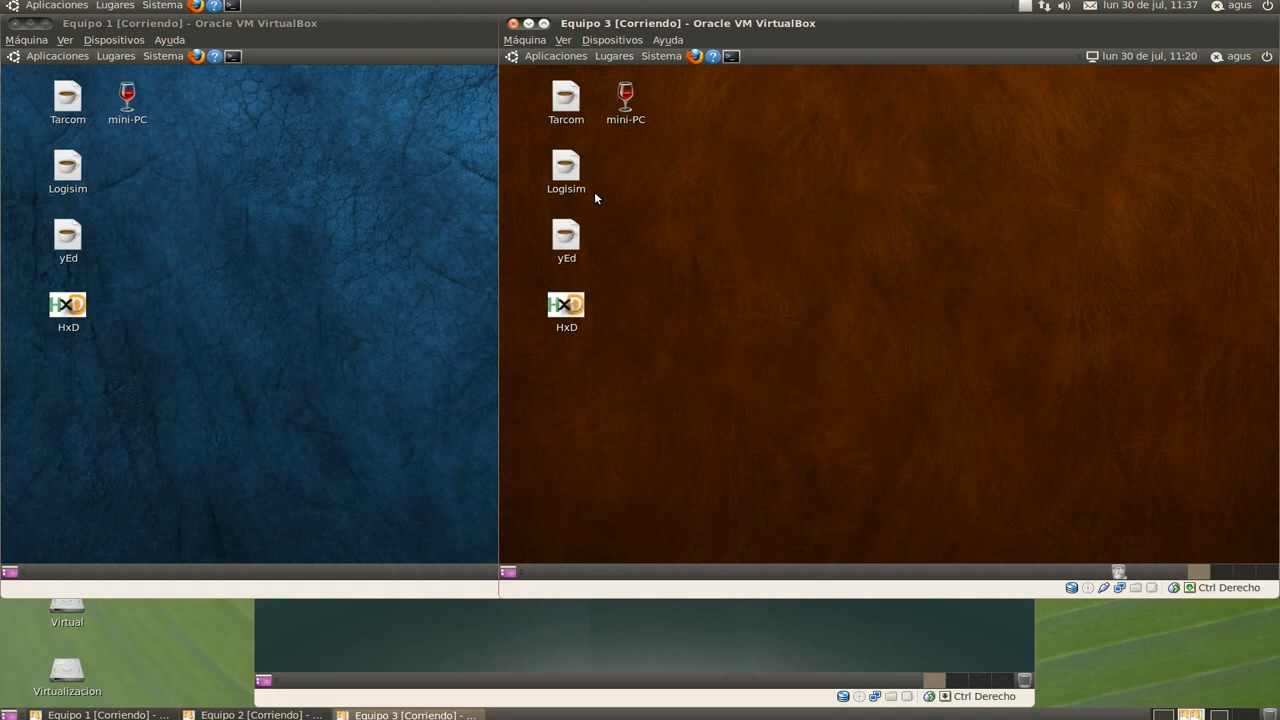 Aplicaciones Lugares Sistema
lun 30 de jul, 11:37 agus
Equipo 1 [Corriendo] - Oracle VM VirtualBox
Máquina Ver Dispositivos Ayuda
Aplicaciones Lugares Sistema
Tarcom
mini-PC
Logisim
yEd
HxD
HxD
Equipo 3 [Corriendo] - Oracle VM VirtualBox
Máquina Ver Dispositivos Ayuda
Aplicaciones Lugares Sistema
lun 30 de jul, 11:20 agus
Tarcom
mini-PC
Logisim
yEd
HxD
HxD
Ctrl Derecho
Virtual
Virtualizacion
Ctrl Derecho
Equipo 1 [Corriendo] - ...
Equipo 2 [Corriendo] - ...
Equipo 3 [Corriendo] - ...